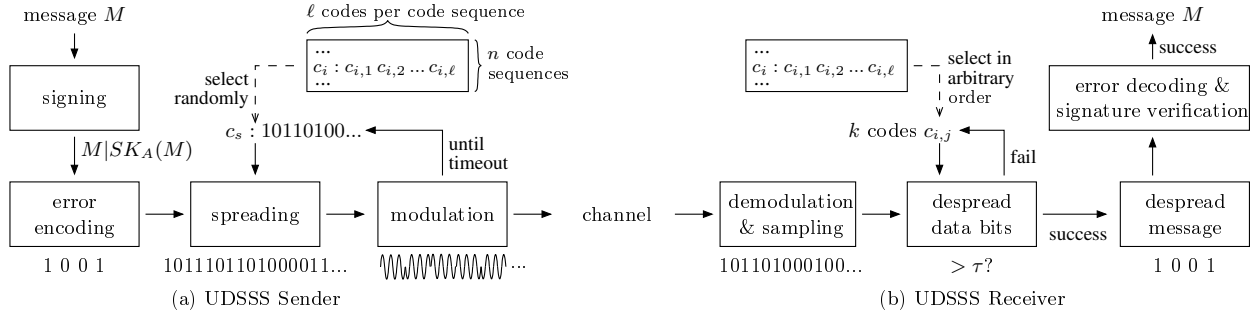 message M
signing
M|SK_A(M)
error
encoding
1 0 0 1
ℓ codes per code sequence
...
c_i : c_{i,1} c_{i,2} ... c_{i,ℓ}
...
n code
sequences
select
randomly
c_s : 10110100...
until
timeout
spreading
1011101101000011...
modulation
...
(a) UDSSS Sender
channel
...
c_i : c_{i,1} c_{i,2} ... c_{i,ℓ}
...
select in
arbitrary
order
k codes c_{i,j}
fail
demodulation
& sampling
101101000100...
despread
data bits
> τ?
success
despread
message
1 0 0 1
error decoding &
signature verification
success
message M
(b) UDSSS Receiver